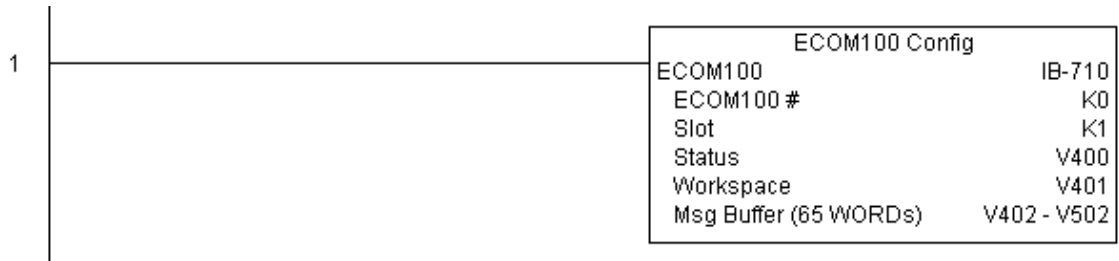 ECOM100 Config
1
ECOM100 IB-710
ECOM100 # K0
Slot K1
Status V400
Workspace V401
Msg Buffer (65 WORDs) V402 - V502